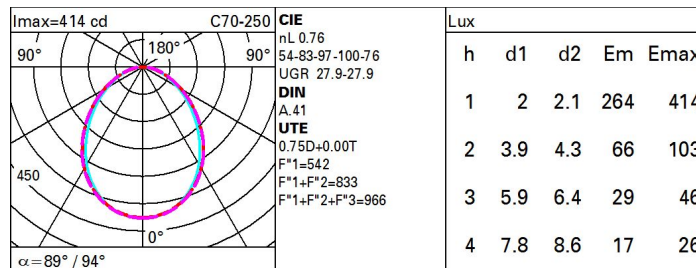 Imax=414 cd C70-250
90° 180° 90°
450
0°
α=89° / 94°
CIE
nL 0.76
54-83-97-100-76
UGR 27.9-27.9
DIN
A.41
UTE
0.75D+0.00T
F"1=542
F"1+F"2=833
F"1+F"2+F"3=966
Lux
h d1 d2 Em Emax
1 2 2.1 264 414
2 3.9 4.3 66 103
3 5.9 6.4 29 46
4 7.8 8.6 17 26